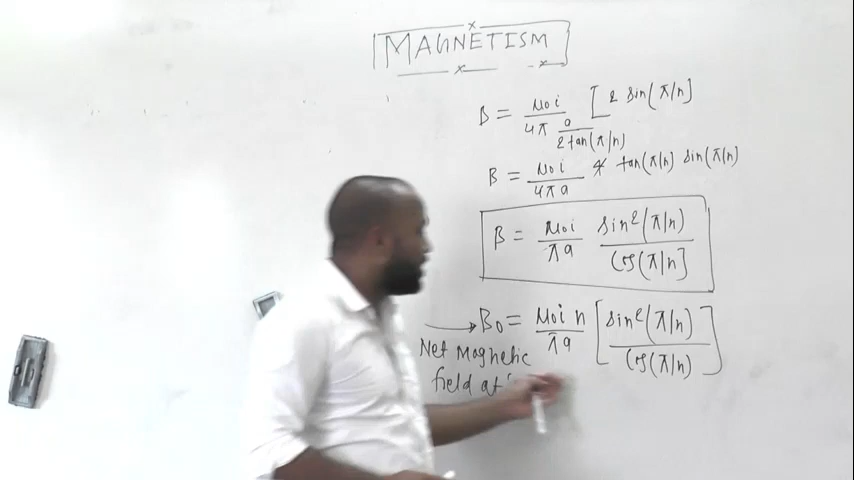 MAGNETISM
B = μ0i / 4π a / 2tan(π/n) [2 sin(π/n]
B = μ0i / 4πa 4 tan(π/n) sin(π/n)
B = μ0i / πa sin²(π/n) / Cos(π/n]
B0 = μ0i n / πa [sin²(π/n) / Cos(π/n)]
Net Magnetic
field at